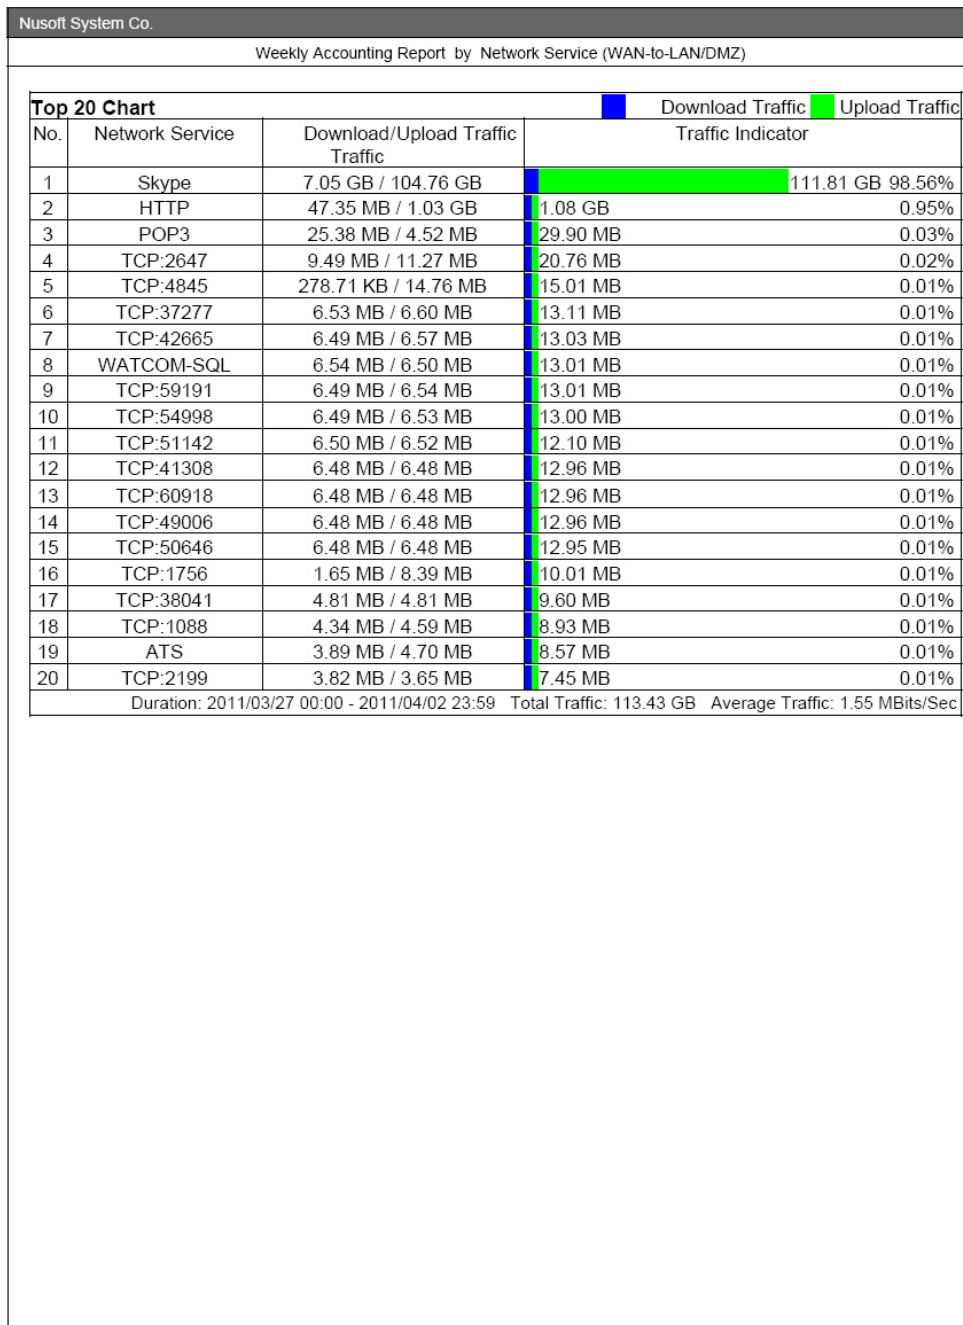 Nusoft System Co.
Weekly Accounting Report by Network Service (WAN-to-LAN/DMZ)
Top 20 Chart Download Traffic Upload Traffic
No. Network Service Download/Upload Traffic Traffic Indicator
Traffic
1 Skype 7.05 GB / 104.76 GB 111.81 GB 98.56%
2 HTTP 47.35 MB / 1.03 GB 1.08 GB 0.95%
3 POP3 25.38 MB / 4.52 MB 29.90 MB 0.03%
4 TCP:2647 9.49 MB / 11.27 MB 20.76 MB 0.02%
5 TCP:4845 278.71 KB / 14.76 MB 15.01 MB 0.01%
6 TCP:37277 6.53 MB / 6.60 MB 13.11 MB 0.01%
7 TCP:42665 6.49 MB / 6.57 MB 13.03 MB 0.01%
8 WATCOM-SQL 6.54 MB / 6.50 MB 13.01 MB 0.01%
9 TCP:59191 6.49 MB / 6.54 MB 13.01 MB 0.01%
10 TCP:54998 6.49 MB / 6.53 MB 13.00 MB 0.01%
11 TCP:51142 6.50 MB / 6.52 MB 12.10 MB 0.01%
12 TCP:41308 6.48 MB / 6.48 MB 12.96 MB 0.01%
13 TCP:60918 6.48 MB / 6.48 MB 12.96 MB 0.01%
14 TCP:49006 6.48 MB / 6.48 MB 12.96 MB 0.01%
15 TCP:50646 6.48 MB / 6.48 MB 12.95 MB 0.01%
16 TCP:1756 1.65 MB / 8.39 MB 10.01 MB 0.01%
17 TCP:38041 4.81 MB / 4.81 MB 9.60 MB 0.01%
18 TCP:1088 4.34 MB / 4.59 MB 8.93 MB 0.01%
19 ATS 3.89 MB / 4.70 MB 8.57 MB 0.01%
20 TCP:2199 3.82 MB / 3.65 MB 7.45 MB 0.01%
Duration: 2011/03/27 00:00 - 2011/04/02 23:59 Total Traffic: 113.43 GB Average Traffic: 1.55 MBits/Sec